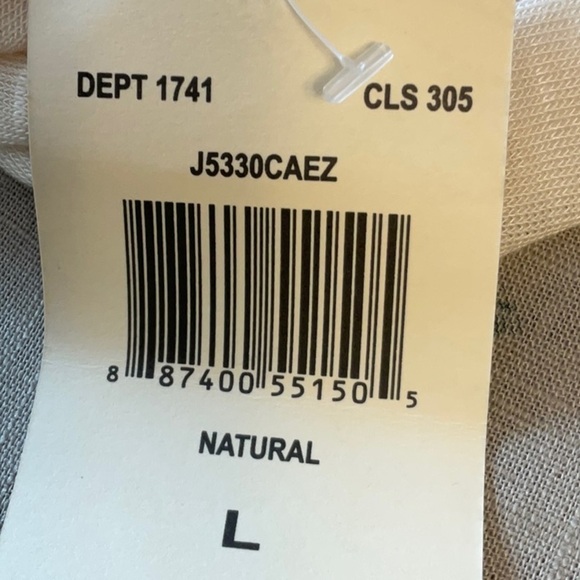 DEPT 1741 CLS 305
J5330CAEZ
8 87400 55150 5
NATURAL
L